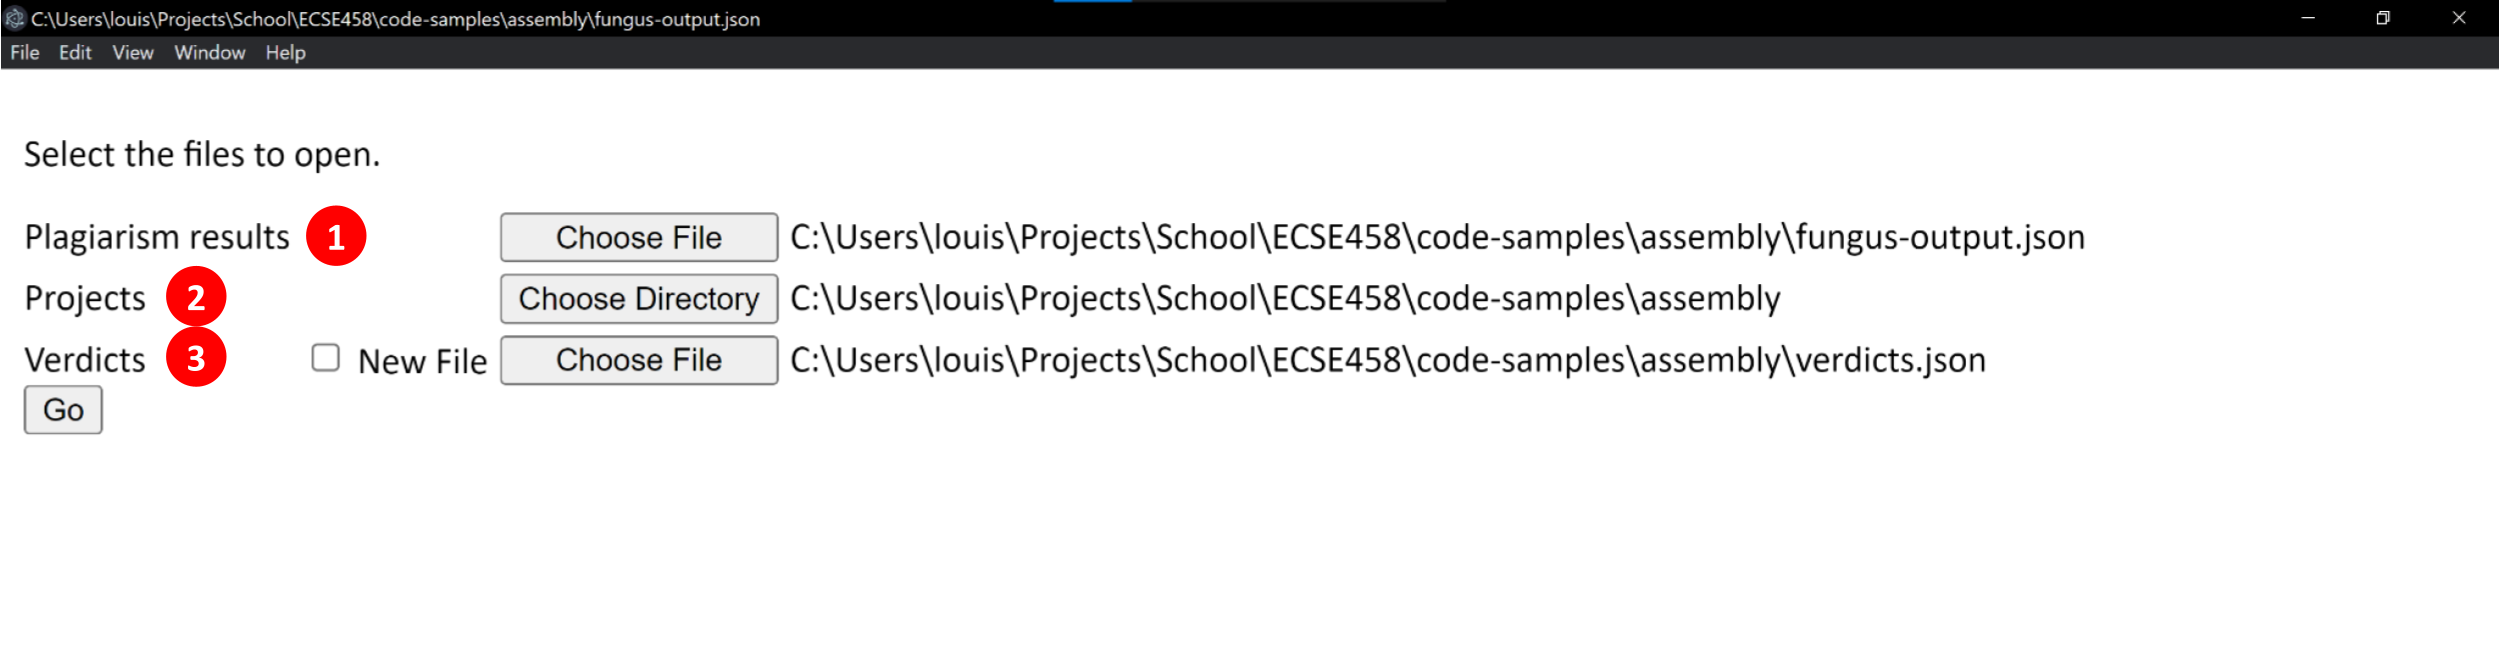 C:\Users\louis\Projects\School\ECSE458\code-samples\assembly\fungus-output.json
File Edit View Window Help
Select the files to open.
Plagiarism results 1 Choose File C:\Users\louis\Projects\School\ECSE458\code-samples\assembly\fungus-output.json
Projects 2 Choose Directory C:\Users\louis\Projects\School\ECSE458\code-samples\assembly
Verdicts 3 New File Choose File C:\Users\louis\Projects\School\ECSE458\code-samples\assembly\verdicts.json
Go